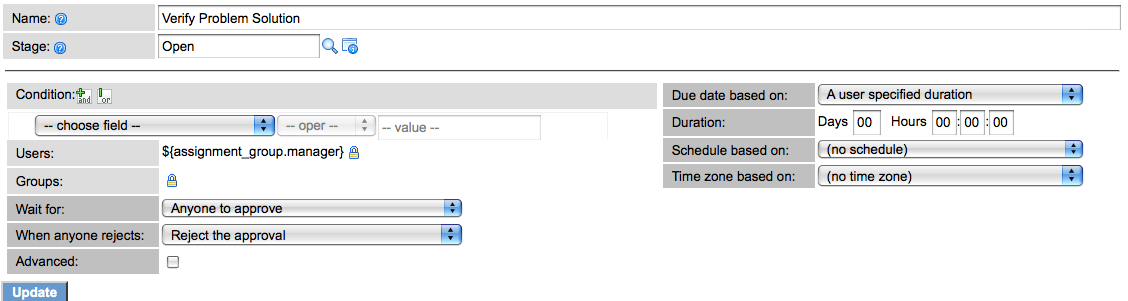 Name: Verify Problem Solution
Stage: Open
Condition: and or
-- choose field -- -- oper -- -- value --
Users: ${assignment_group.manager}
Groups:
Wait for: Anyone to approve
When anyone rejects: Reject the approval
Advanced:
Due date based on: A user specified duration
Duration: Days 00 Hours 00 : 00 : 00
Schedule based on: (no schedule)
Time zone based on: (no time zone)
Update